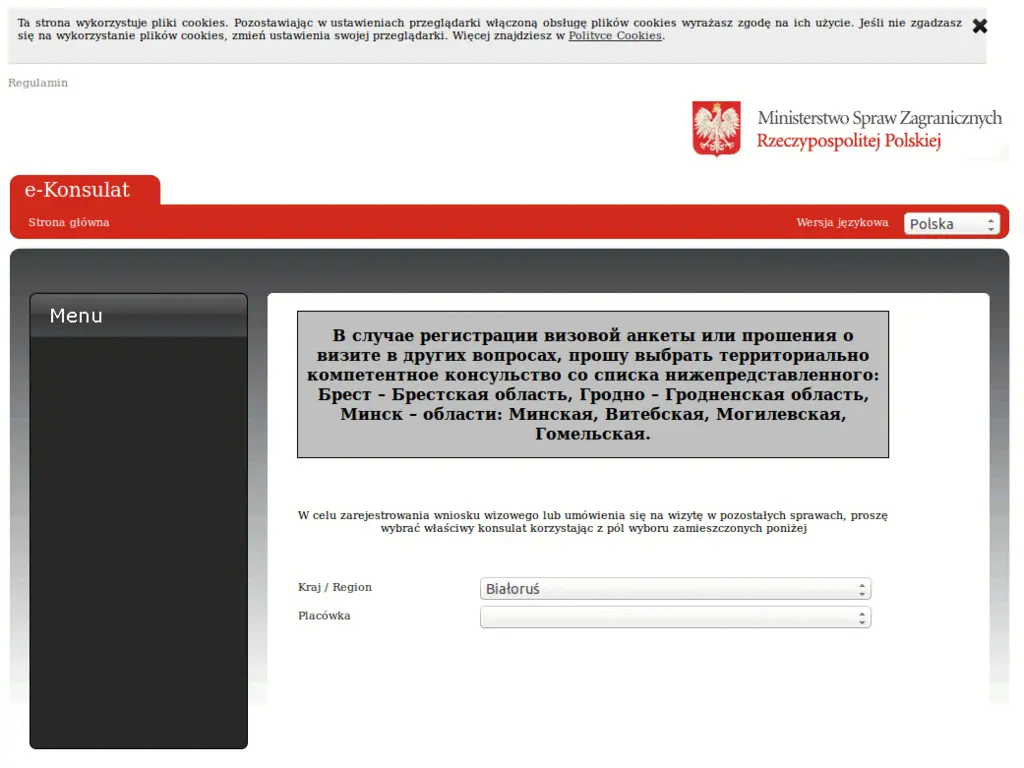 Ta strona wykorzystuje pliki cookies. Pozostawiając w ustawieniach przeglądarki włączoną obsługę plików cookies wyrażasz zgodę na ich użycie. Jeśli nie zgadzasz
się na wykorzystanie plików cookies, zmień ustawienia swojej przeglądarki. Więcej znajdziesz w Polityce Cookies.
Regulamin
Ministerstwo Spraw Zagranicznych
Rzeczypospolitej Polskiej
e-Konsulat
Strona główna
Wersja językowa
Polska
Menu
В случае регистрации визовой анкеты или прошения о
визите в других вопросах, прошу выбрать территориально
компетентное консульство со списка нижепредставленного:
Брест – Брестская область, Гродно – Гродненская область,
Минск – области: Минская, Витебская, Могилевская,
Гомельская.
W celu zarejestrowania wniosku wizowego lub umówienia się na wizytę w pozostałych sprawach, proszę
wybrać właściwy konsulat korzystając z pól wyboru zamieszczonych poniżej
Kraj / Region
Białoruś
Placówka